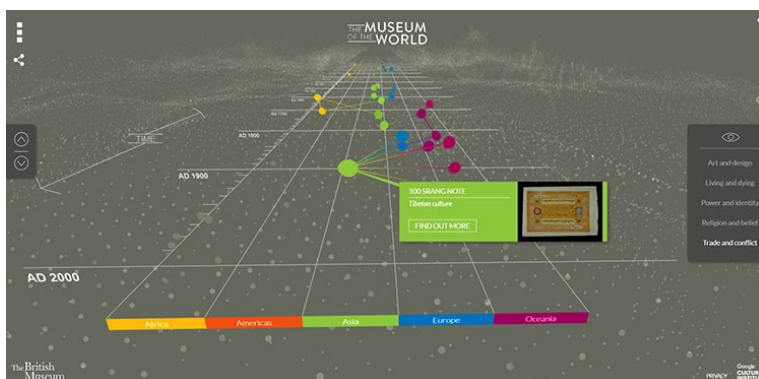 THE MUSEUM
OF THE WORLD
TIME
AD 1800
AD 1900
100 SRANG NOTE
Tibetan culture
FIND OUT MORE
Art and design
Living and dying
Power and identity
Religion and belief
Trade and conflict
AD 2000
Africa
Americas
Asia
Europe
Oceania
The British
Museum
PRIVACY
Google
CULTUR
INSTIT